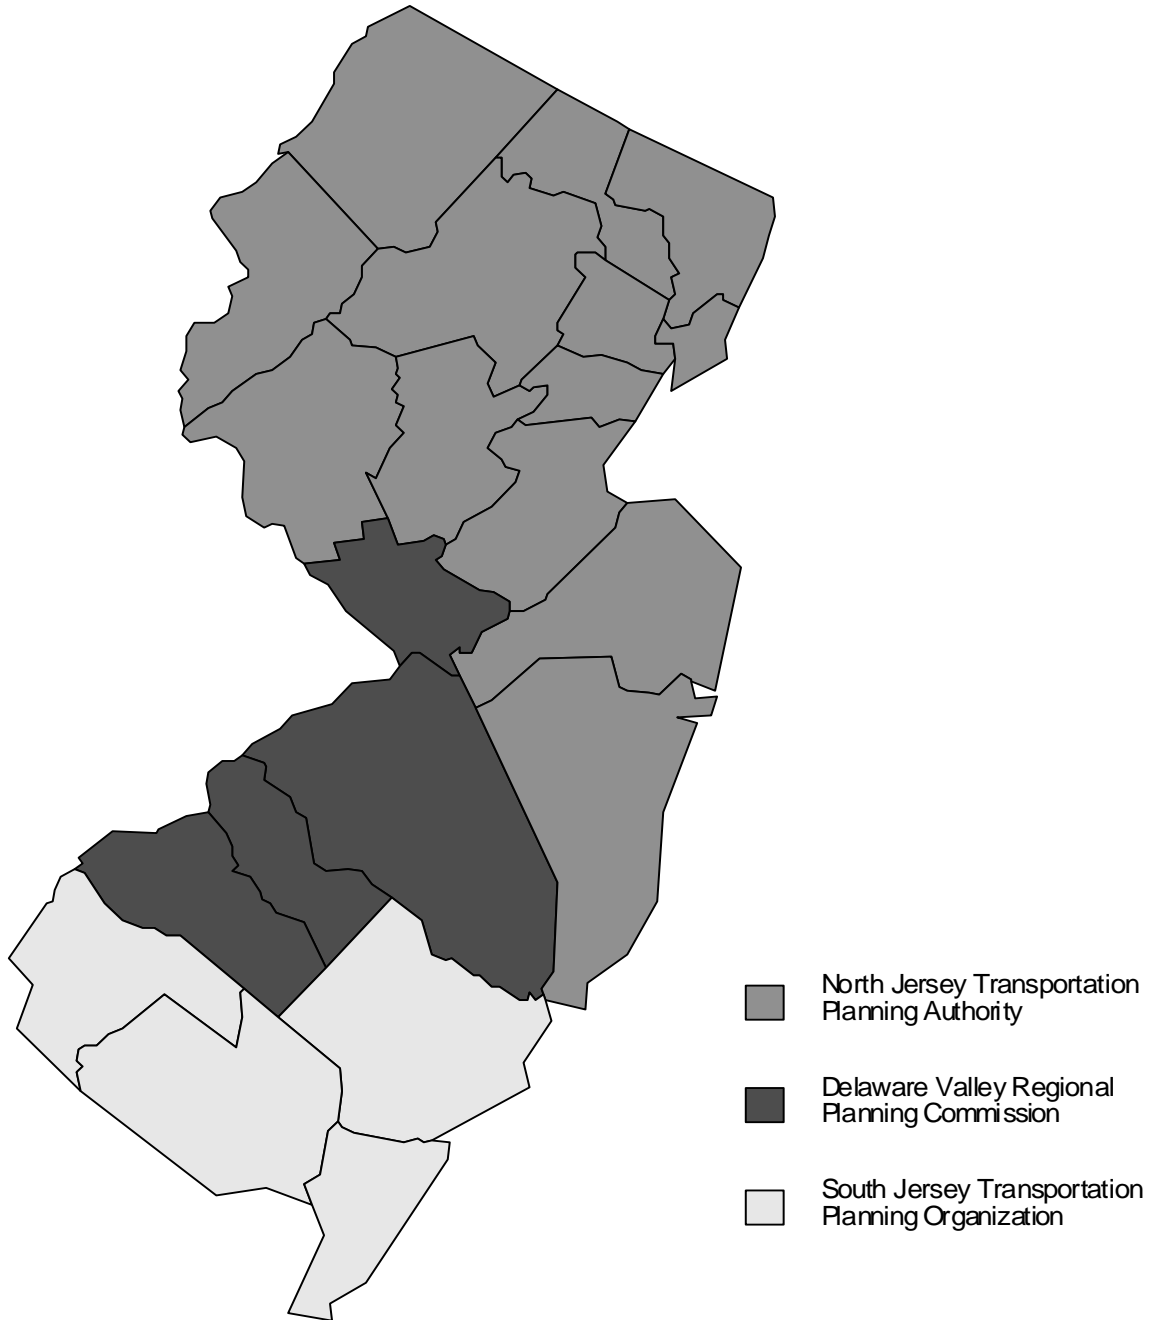 North Jersey Transportation
Planning Authority
Delaware Valley Regional
Planning Commission
South Jersey Transportation
Planning Organization